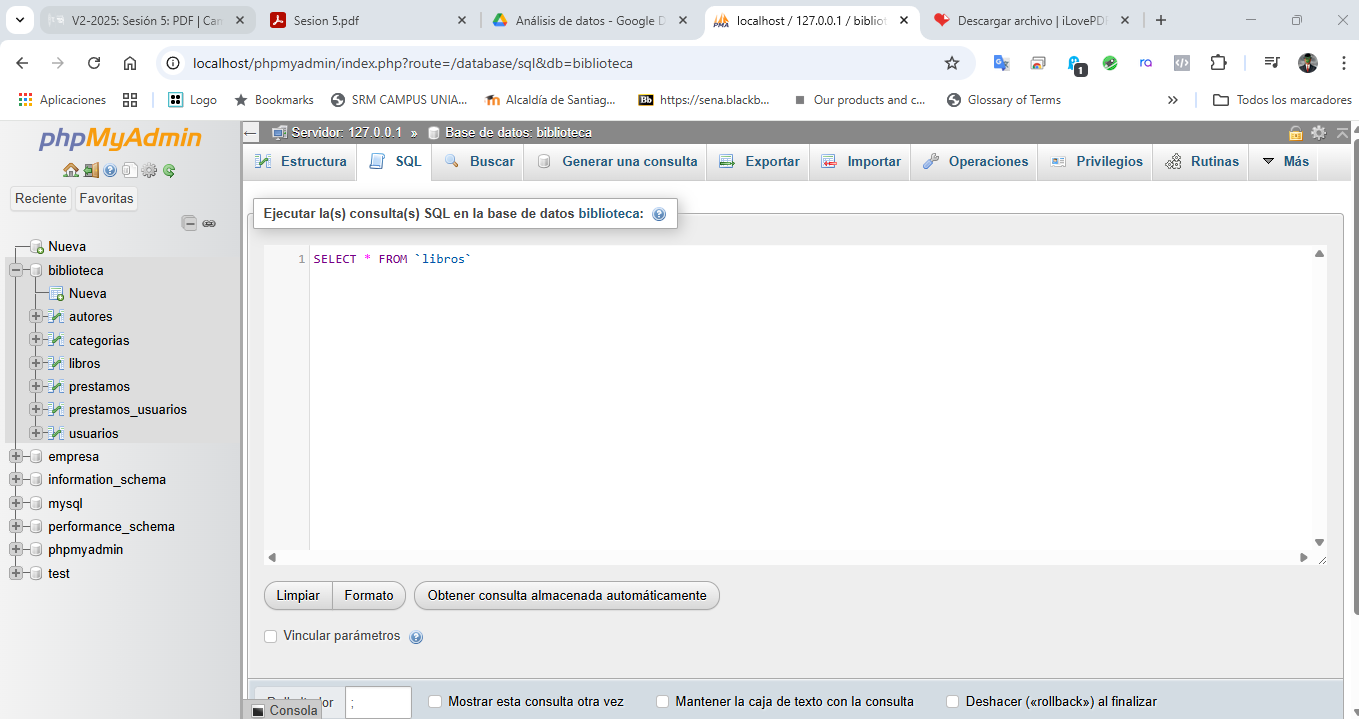 V2-2025: Sesión 5: PDF | Can
Sesion 5.pdf
Análisis de datos - Google D
PMA
localhost / 127.0.0.1 / bibliot
Descargar archivo | iLovePDF
localhost/phpmyadmin/index.php?route=/database/sql&db=biblioteca
1
ra
Aplicaciones
Logo
Bookmarks
SRM CAMPUS UNIA...
Alcaldía de Santiag...
Bb
https://sena.blackb...
Our products and c...
Glossary of Terms
»
Todos los marcadores
phpMyAdmin
Reciente
Favoritas
Nueva
biblioteca
Nueva
autores
categorias
libros
prestamos
prestamos_usuarios
usuarios
empresa
information_schema
mysql
performance_schema
phpmyadmin
test
Servidor: 127.0.0.1 » Base de datos: biblioteca
Estructura
SQL
Buscar
Generar una consulta
Exportar
Importar
Operaciones
Privilegios
Rutinas
Más
Ejecutar la(s) consulta(s) SQL en la base de datos biblioteca:
1 SELECT * FROM `libros`
Limpiar
Formato
Obtener consulta almacenada automáticamente
Vincular parámetros
;
Mostrar esta consulta otra vez
Mantener la caja de texto con la consulta
Deshacer («rollback») al finalizar
Consola